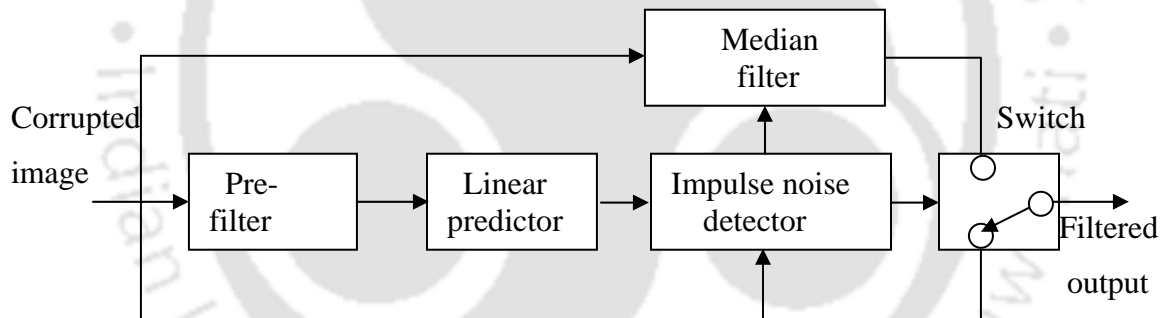 Median
filter
Corrupted
image
Switch
Pre-
filter
Linear
predictor
Impulse noise
detector
Filtered
output